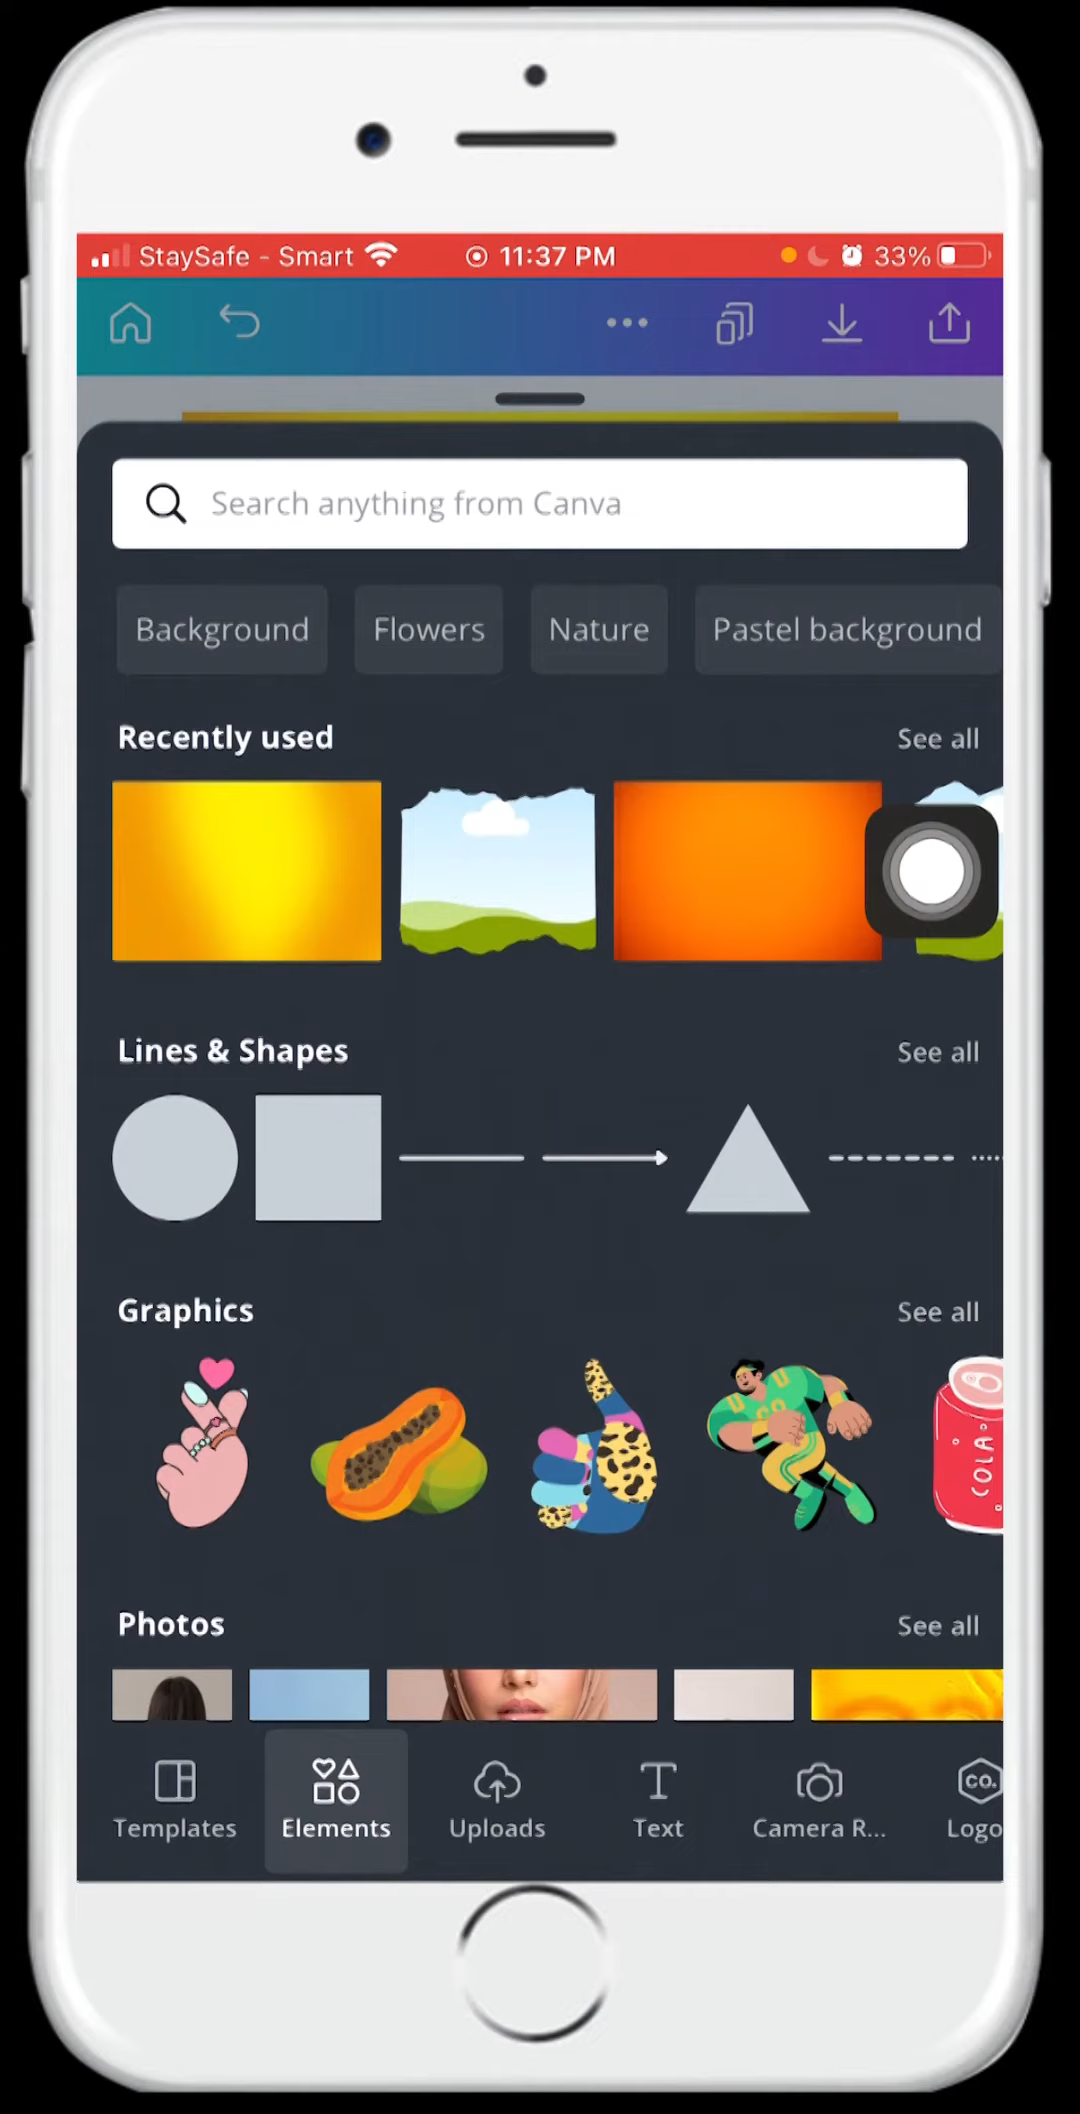 StaySafe - Smart 11:37 PM 33%
Search anything from Canva
Background Flowers Nature Pastel background
Recently used See all
Lines & Shapes See all
Graphics See all
COLA
Photos See all
Templates Elements Uploads Text Camera R... CO. Logo